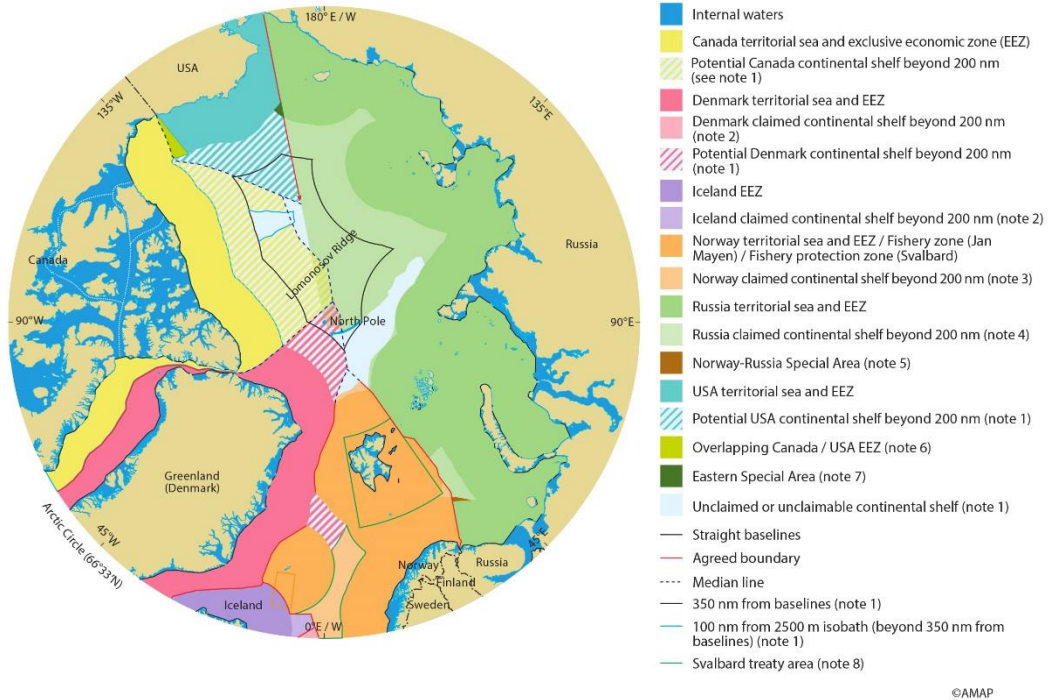 180° E / W
USA
135°W
135°E
Canada
Lomonosov Ridge
Russia
90°W
North Pole
90°E
Greenland
(Denmark)
Arctic Circle (66°33'N)
45°W
45°E
Norway
Russia
Finland
Sweden
Iceland
0°E / W
Internal waters
Canada territorial sea and exclusive economic zone (EEZ)
Potential Canada continental shelf beyond 200 nm
(see note 1)
Denmark territorial sea and EEZ
Denmark claimed continental shelf beyond 200 nm
(note 2)
Potential Denmark continental shelf beyond 200 nm
(note 1)
Iceland EEZ
Iceland claimed continental shelf beyond 200 nm (note 2)
Norway territorial sea and EEZ / Fishery zone (Jan
Mayen) / Fishery protection zone (Svalbard)
Norway claimed continental shelf beyond 200 nm (note 3)
Russia territorial sea and EEZ
Russia claimed continental shelf beyond 200 nm (note 4)
Norway-Russia Special Area (note 5)
USA territorial sea and EEZ
Potential USA continental shelf beyond 200 nm (note 1)
Overlapping Canada / USA EEZ (note 6)
Eastern Special Area (note 7)
Unclaimed or unclaimable continental shelf (note 1)
Straight baselines
Agreed boundary
Median line
350 nm from baselines (note 1)
100 nm from 2500 m isobath (beyond 350 nm from
baselines) (note 1)
Svalbard treaty area (note 8)
©AMAP